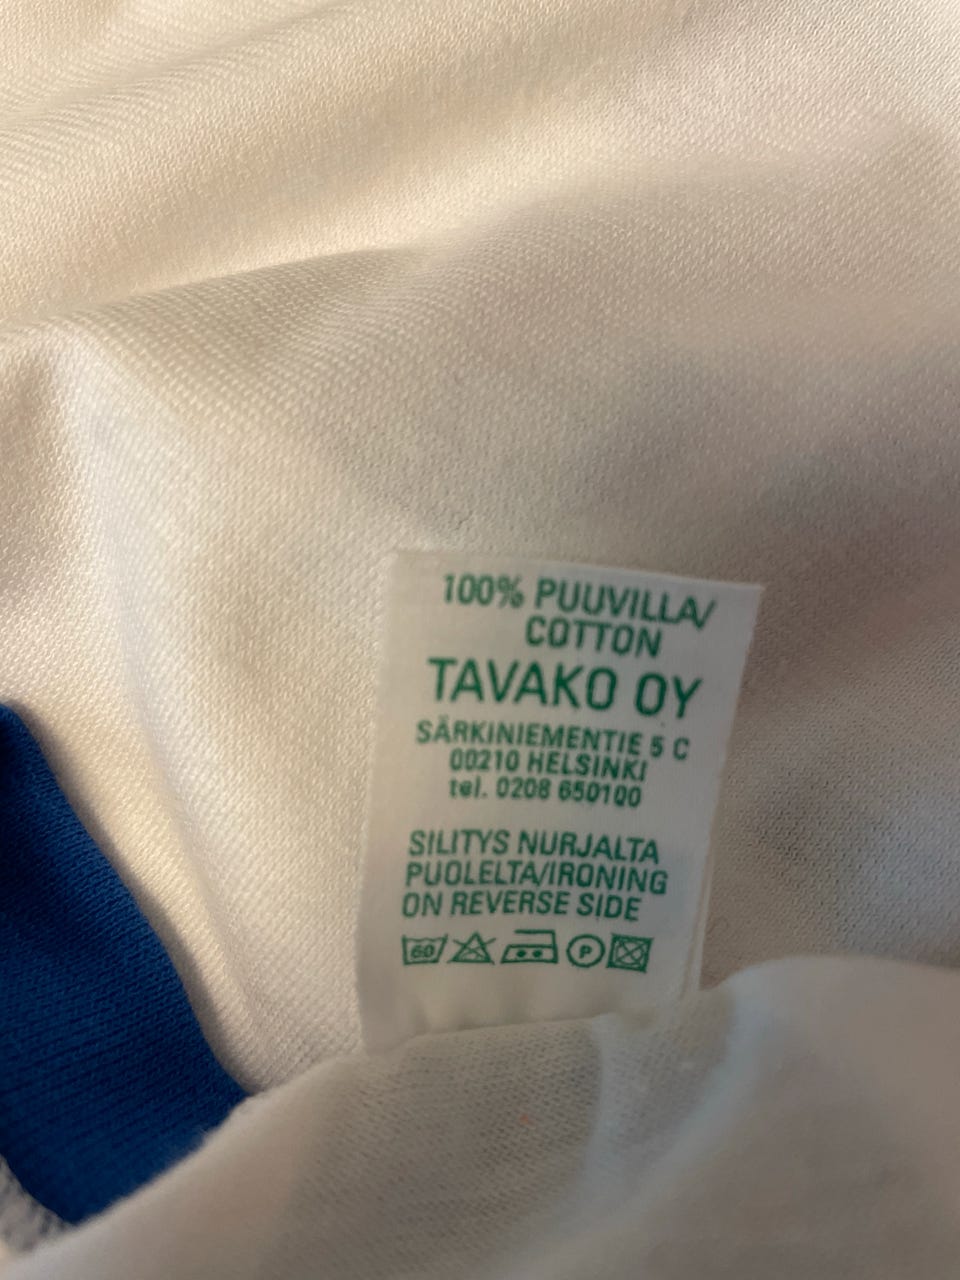 100% PUUVILLA/
COTTON
TAVAKO OY
SÄRKINIEMENTIE 5 C
00210 HELSINKI
tel. 0208 650100
SILITYS NURJALTA
PUOLELTA/IRONING
ON REVERSE SIDE
60 P